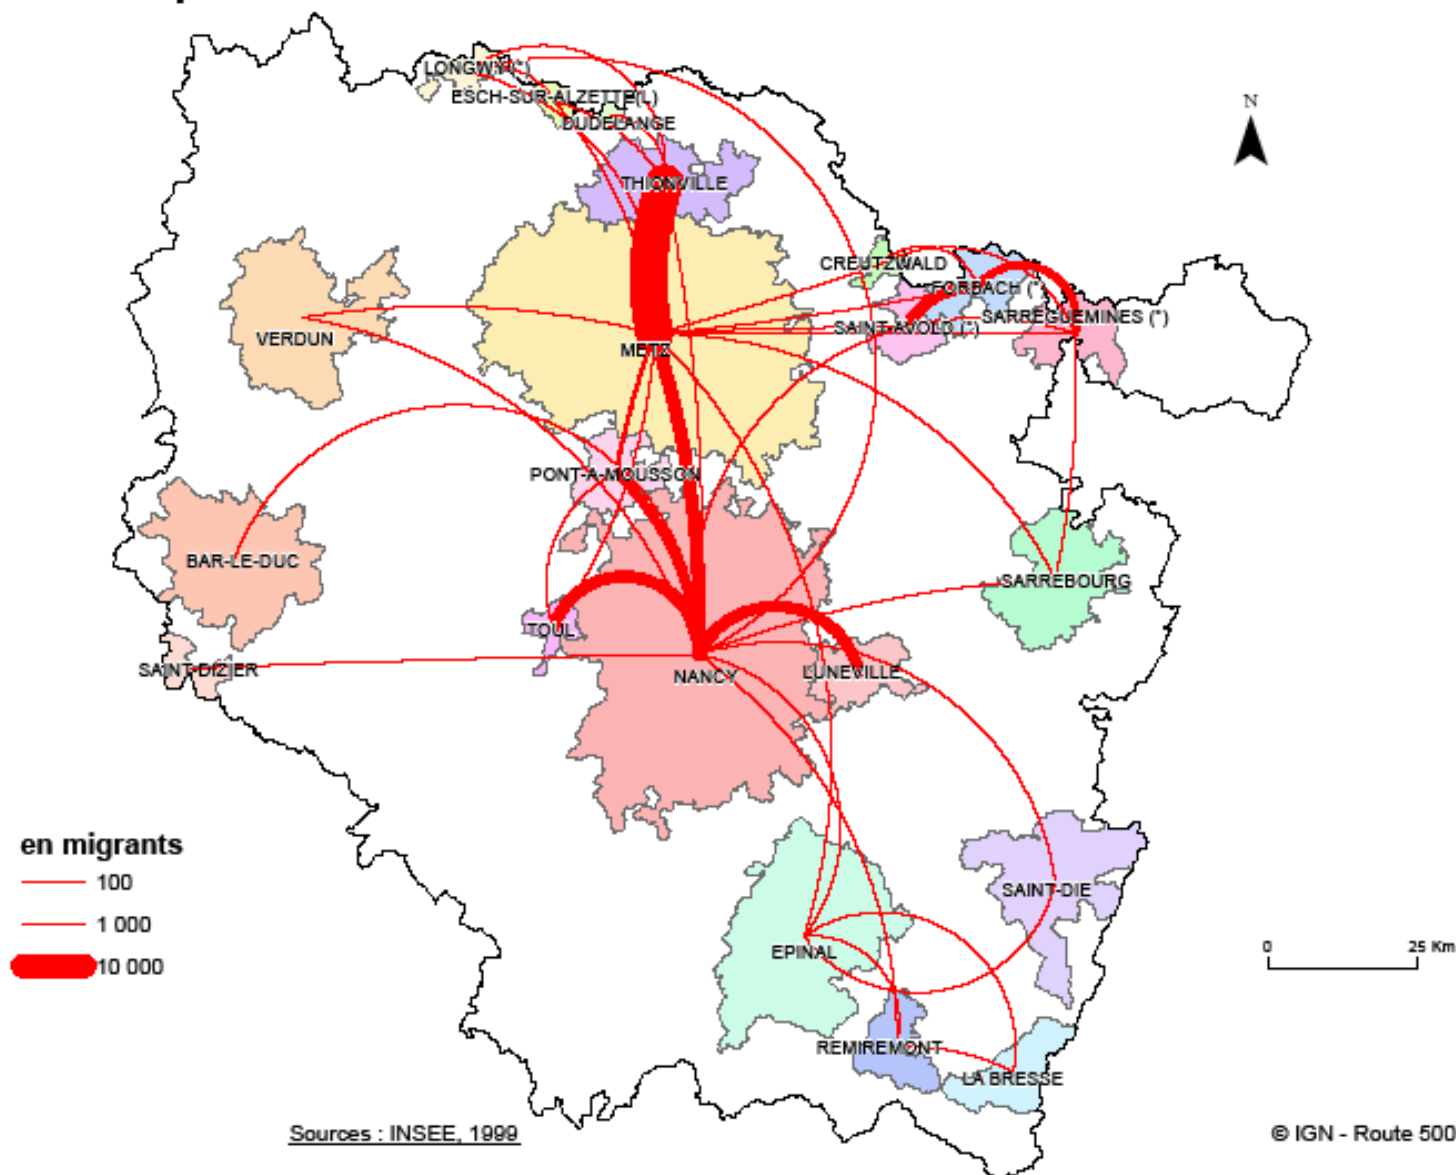 LONGWY(*)
ESCH-SUR-ALZETTE(L)
DUDELANGE
N
THIONVILLE
CREUTZWALD
FORBACH (*)
SARREGUEMINES (*)
SAINT-AVOLD (*)
VERDUN
METZ
PONT-A-MOUSSON
BAR-LE-DUC
SARREBOURG
TOUL
SAINT-DIZIER
NANCY
LUNEVILLE
en migrants
100
1 000
10 000
SAINT-DIE
EPINAL
0 25 Km
REMIREMONT
LA BRESSE
Sources : INSEE, 1999
© IGN - Route 500